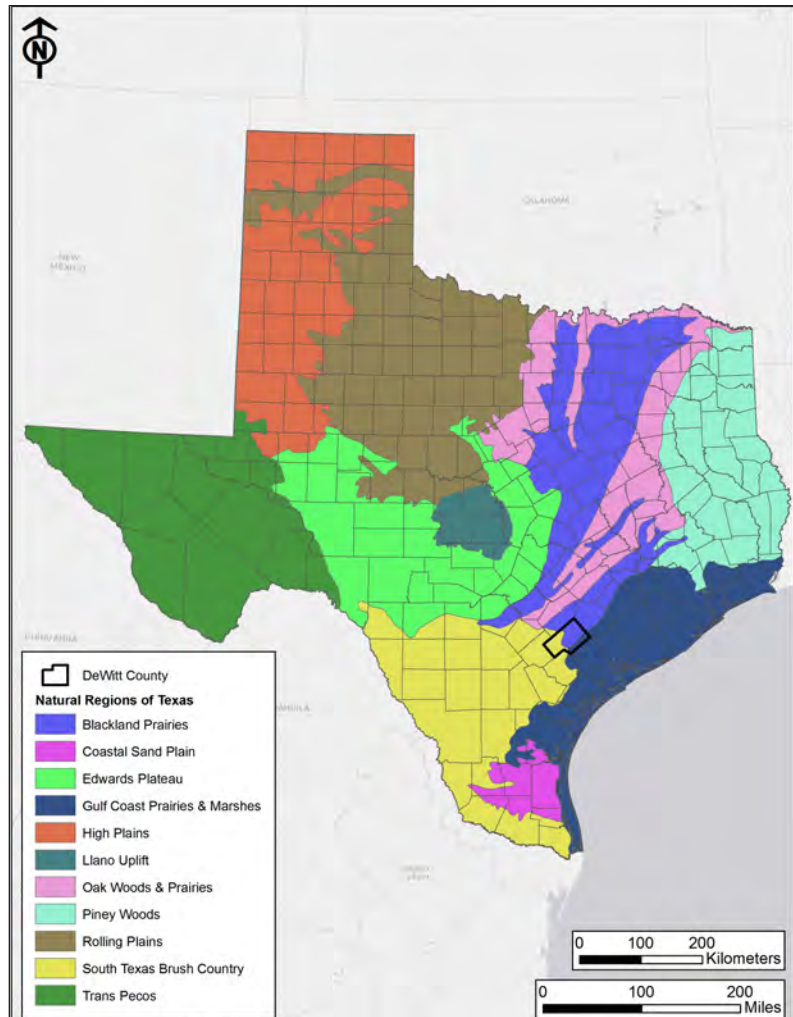 N
OKLAHOMA
NEW
MEXICO
CHIHUAHUA
DeWitt County
Natural Regions of Texas
Blackland Prairies
Coastal Sand Plain
Edwards Plateau
Gulf Coast Prairies & Marshes
High Plains
Llano Uplift
Oak Woods & Prairies
Piney Woods
Rolling Plains
South Texas Brush Country
Trans Pecos
0 100 200
Kilometers
0 100 200
Miles